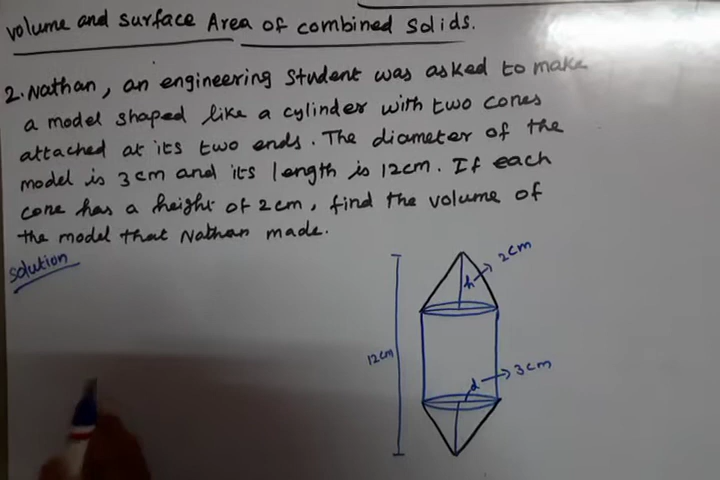 volume and surface Area of combined Solids.
2. Nathan, an engineering Student was asked to make
a model shaped like a cylinder with two cones
attached at its two ends. The diameter of the
model is 3cm and its length is 12cm. If each
cone has a height of 2cm, find the volume of
the model that Nathan made.
Solution
2cm
h
12cm
d
3cm